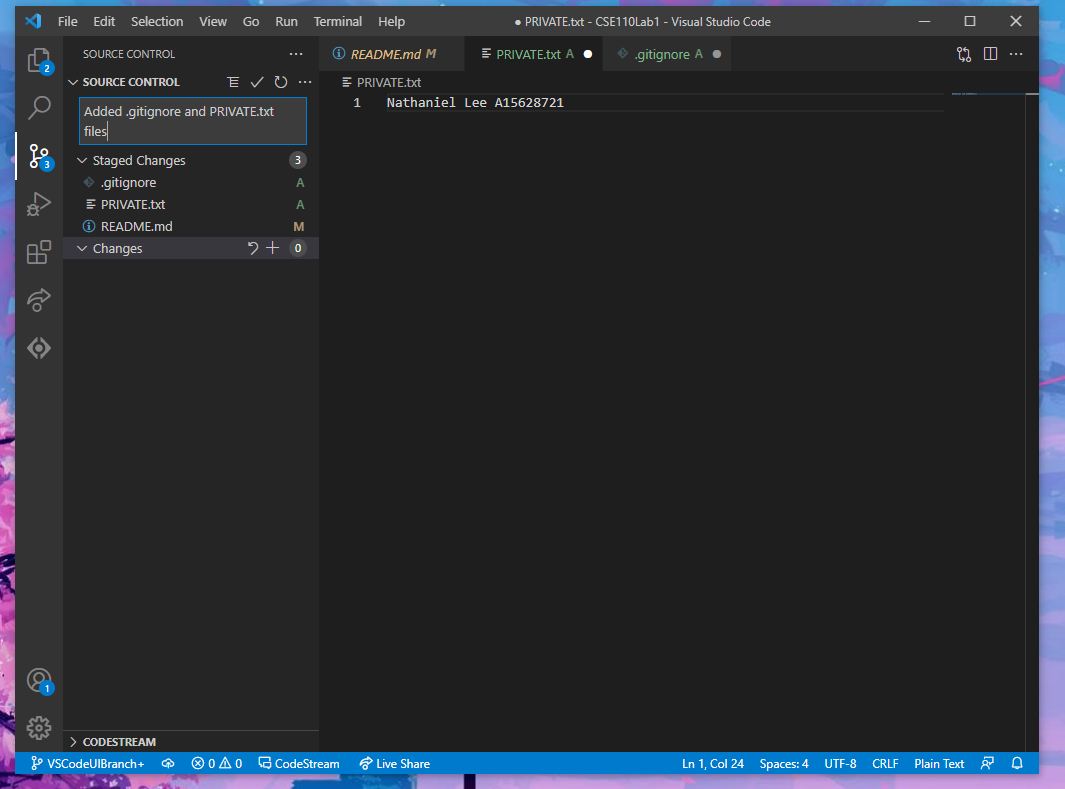 File Edit Selection View Go Run Terminal Help ● PRIVATE.txt - CSE110Lab1 - Visual Studio Code
SOURCE CONTROL ···
SOURCE CONTROL ···
Added .gitignore and PRIVATE.txt
files
Staged Changes 3
.gitignore A
PRIVATE.txt A
README.md M
Changes 0
CODESTREAM
2
3
1
README.md M PRIVATE.txt A ● .gitignore A ●
PRIVATE.txt
1 Nathaniel Lee A15628721
VSCodeUIBranch+ 0 0 CodeStream Live Share Ln 1, Col 24 Spaces: 4 UTF-8 CRLF Plain Text